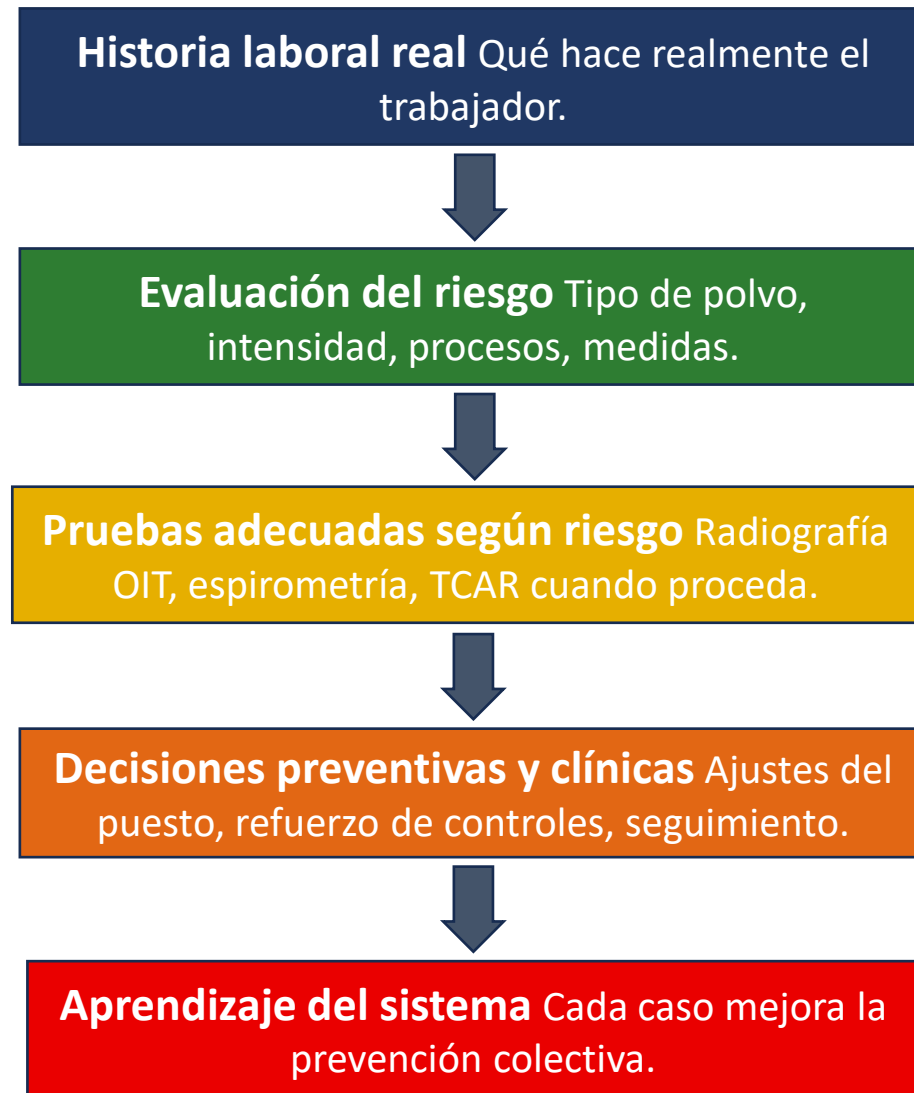 Historia laboral real Qué hace realmente el
trabajador.
Evaluación del riesgo Tipo de polvo,
intensidad, procesos, medidas.
Pruebas adecuadas según riesgo Radiografía
OIT, espirometría, TCAR cuando proceda.
Decisiones preventivas y clínicas Ajustes del
puesto, refuerzo de controles, seguimiento.
Aprendizaje del sistema Cada caso mejora la
prevención colectiva.